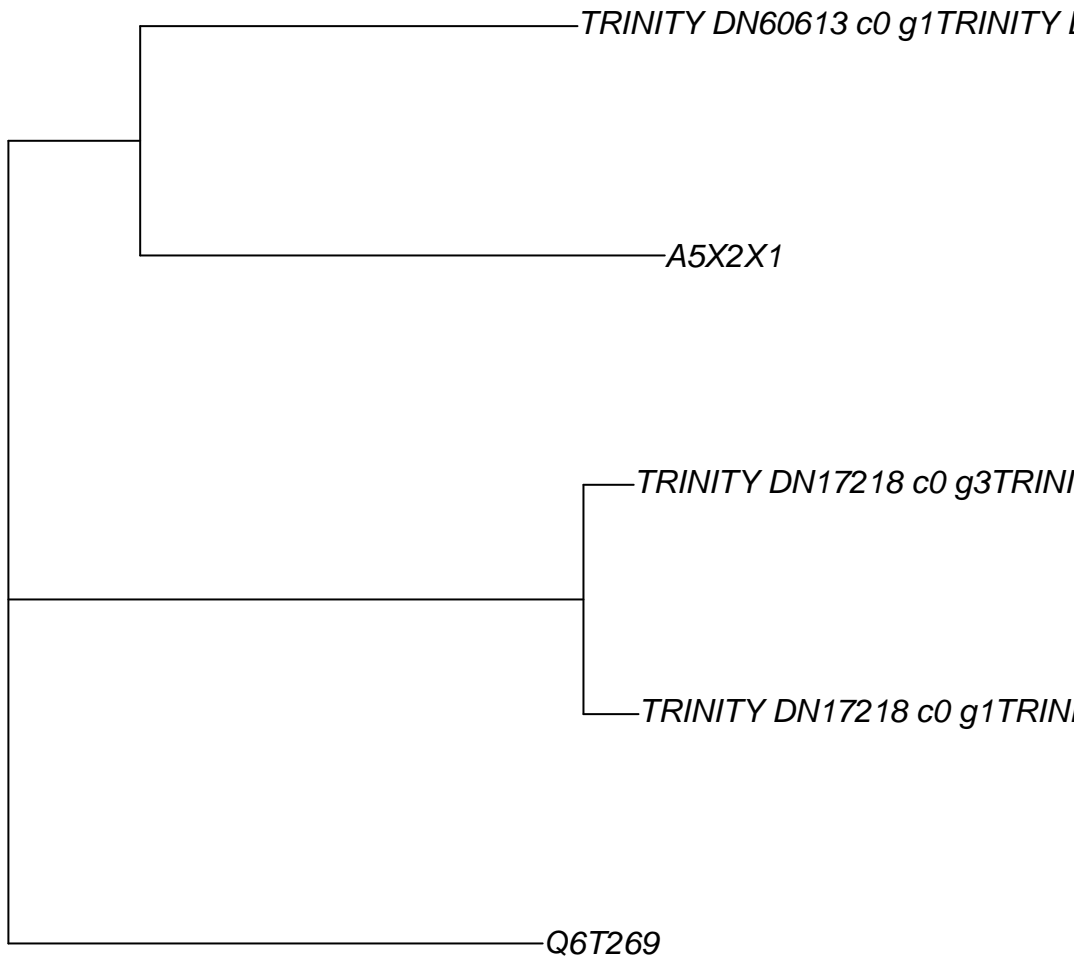 TRINITY DN60613 c0 g1TRINITY
A5X2X1
TRINITY DN17218 c0 g3TRINI
TRINITY DN17218 c0 g1TRINI
Q6T269